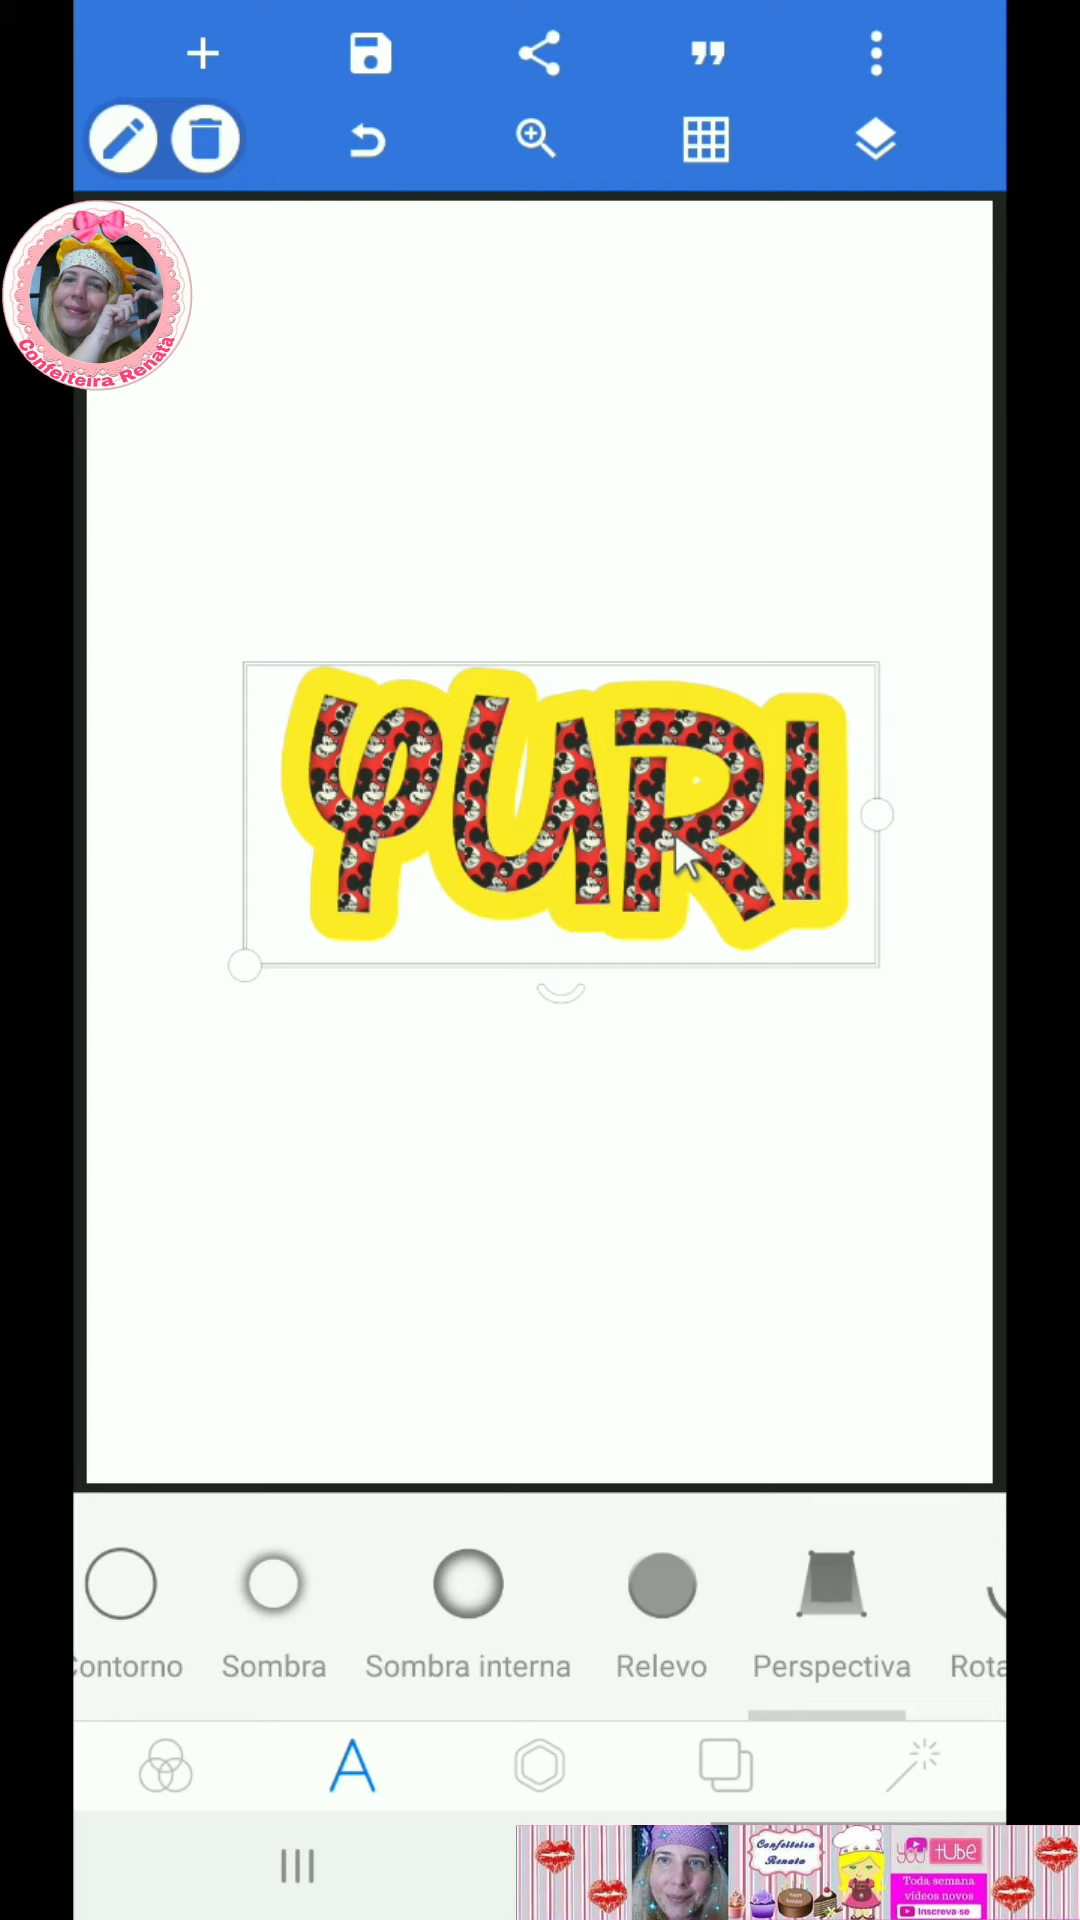 Confeiteira Renata
YURI
Contorno
Sombra
Sombra interna
Relevo
Perspectiva
Rota
Confeiteira
Renata
YOU tube
Toda semana
vídeos novos
Inscreva-se